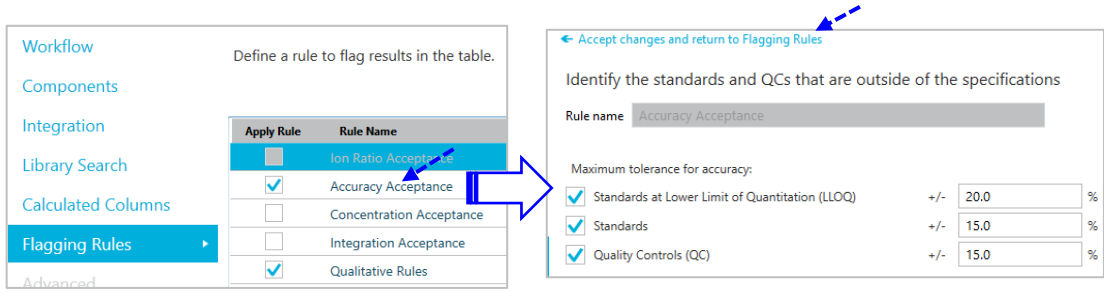 Workflow
Components
Integration
Library Search
Calculated Columns
Flagging Rules
Advanced
Define a rule to flag results in the table.
Apply Rule Rule Name
Ion Ratio Acceptance
Accuracy Acceptance
Concentration Acceptance
Integration Acceptance
Qualitative Rules
Accept changes and return to Flagging Rules
Identify the standards and QCs that are outside of the specifications
Rule name Accuracy Acceptance
Maximum tolerance for accuracy:
Standards at Lower Limit of Quantitation (LLOQ) +/- 20.0 %
Standards +/- 15.0 %
Quality Controls (QC) +/- 15.0 %